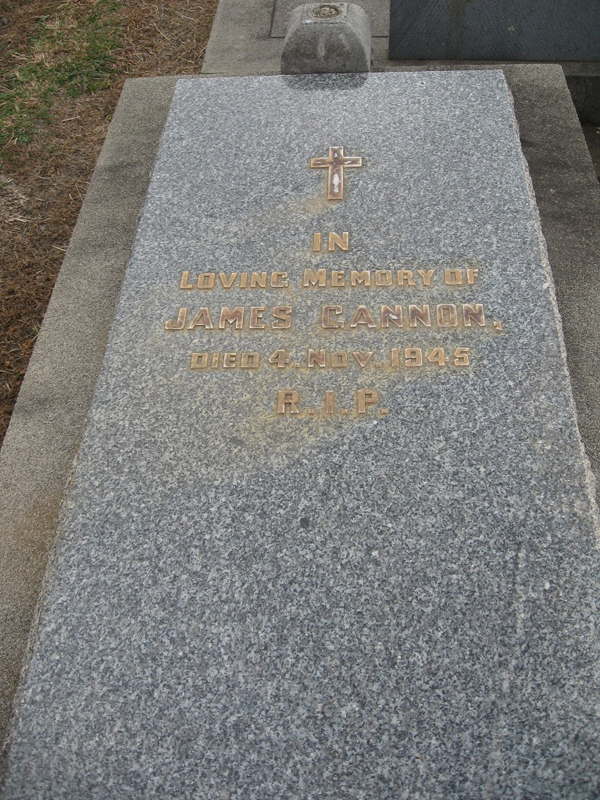 IN
LOVING MEMORY OF
JAMES CANNON.
DIED 4. NOV. 1945
R.I.P.